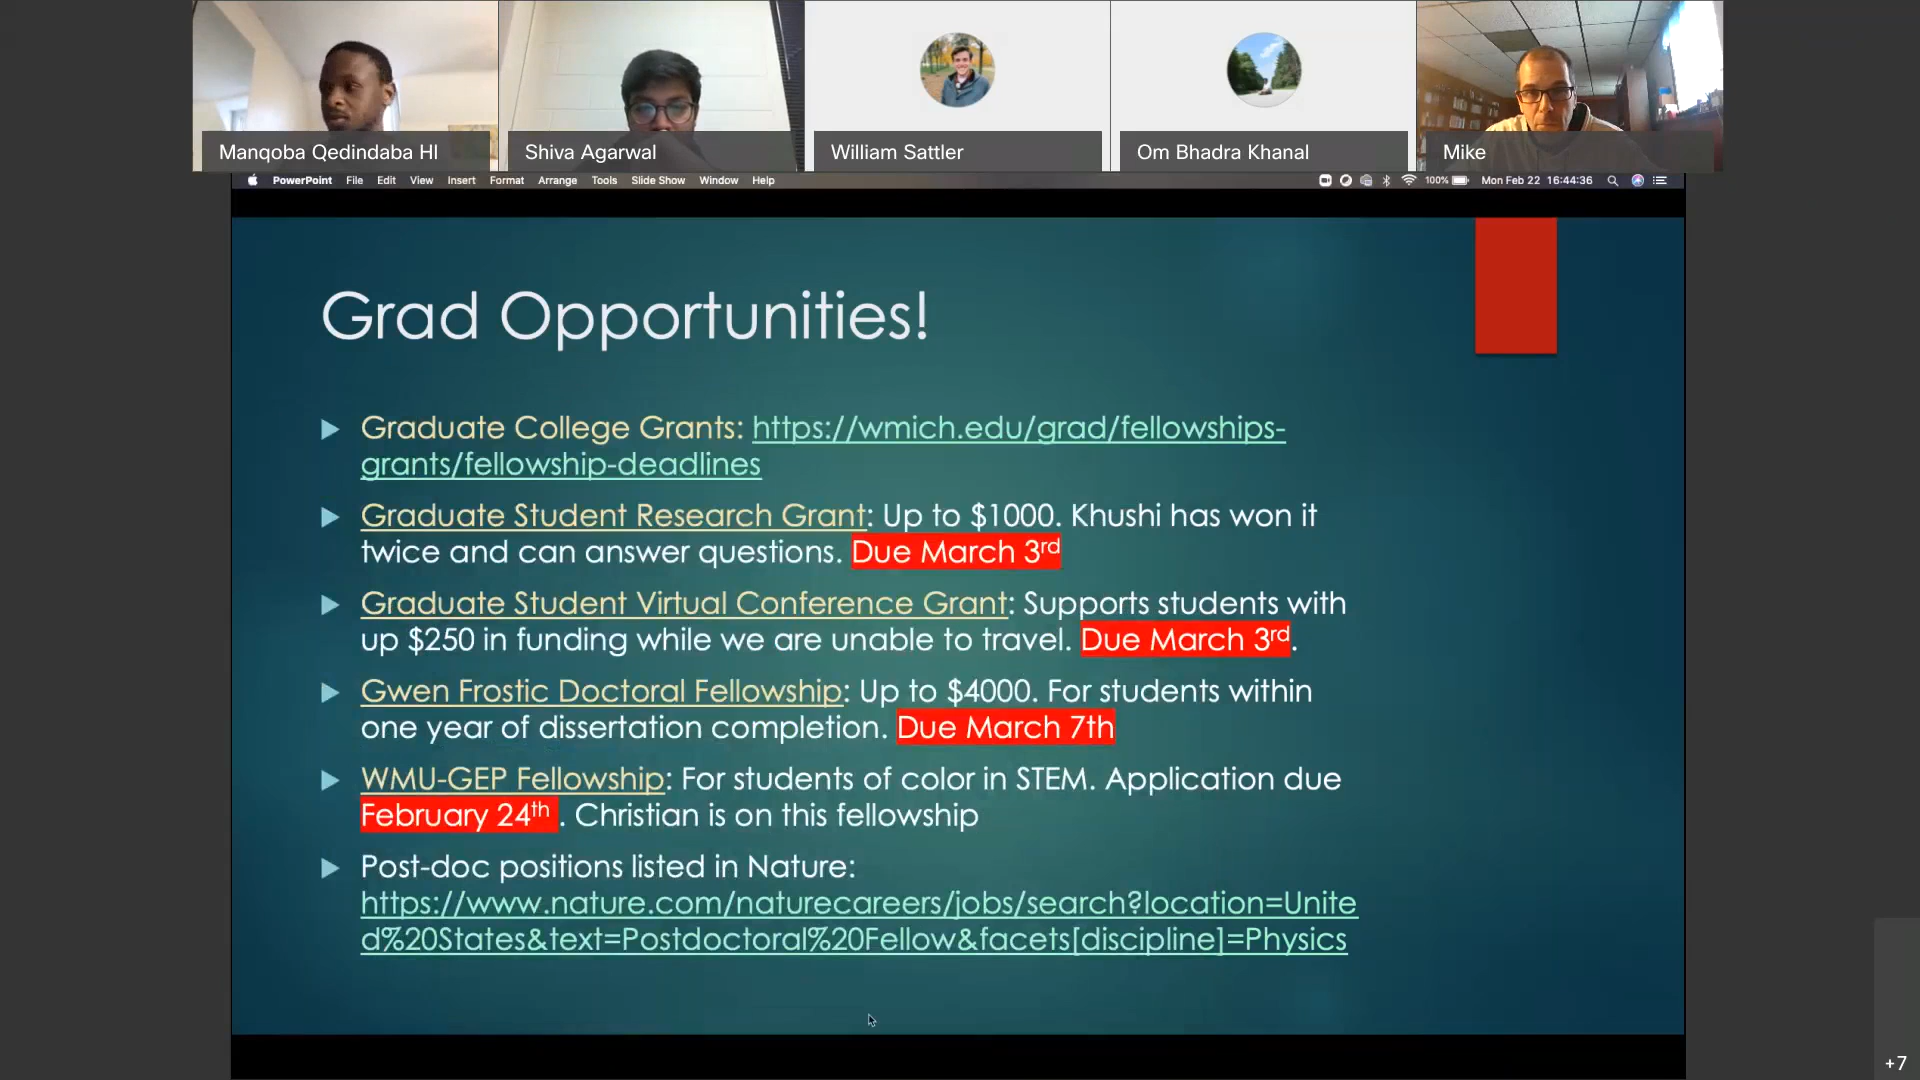 Manqoba Qedindaba Hl
Shiva Agarwal
William Sattler
Om Bhadra Khanal
Mike
PowerPoint File Edit View Insert Format Arrange Tools Slide Show Window Help 100% Mon Feb 22 16:44:36
Grad Opportunities!
Graduate College Grants: https://wmich.edu/grad/fellowships-
grants/fellowship-deadlines
Graduate Student Research Grant: Up to $1000. Khushi has won it
twice and can answer questions. Due March 3rd
Graduate Student Virtual Conference Grant: Supports students with
up $250 in funding while we are unable to travel. Due March 3rd.
Gwen Frostic Doctoral Fellowship: Up to $4000. For students within
one year of dissertation completion. Due March 7th
WMU-GEP Fellowship: For students of color in STEM. Application due
February 24th . Christian is on this fellowship
Post-doc positions listed in Nature:
https://www.nature.com/naturecareers/jobs/search?location=Unite
d%20States&text=Postdoctoral%20Fellow&facets[discipline]=Physics
+7